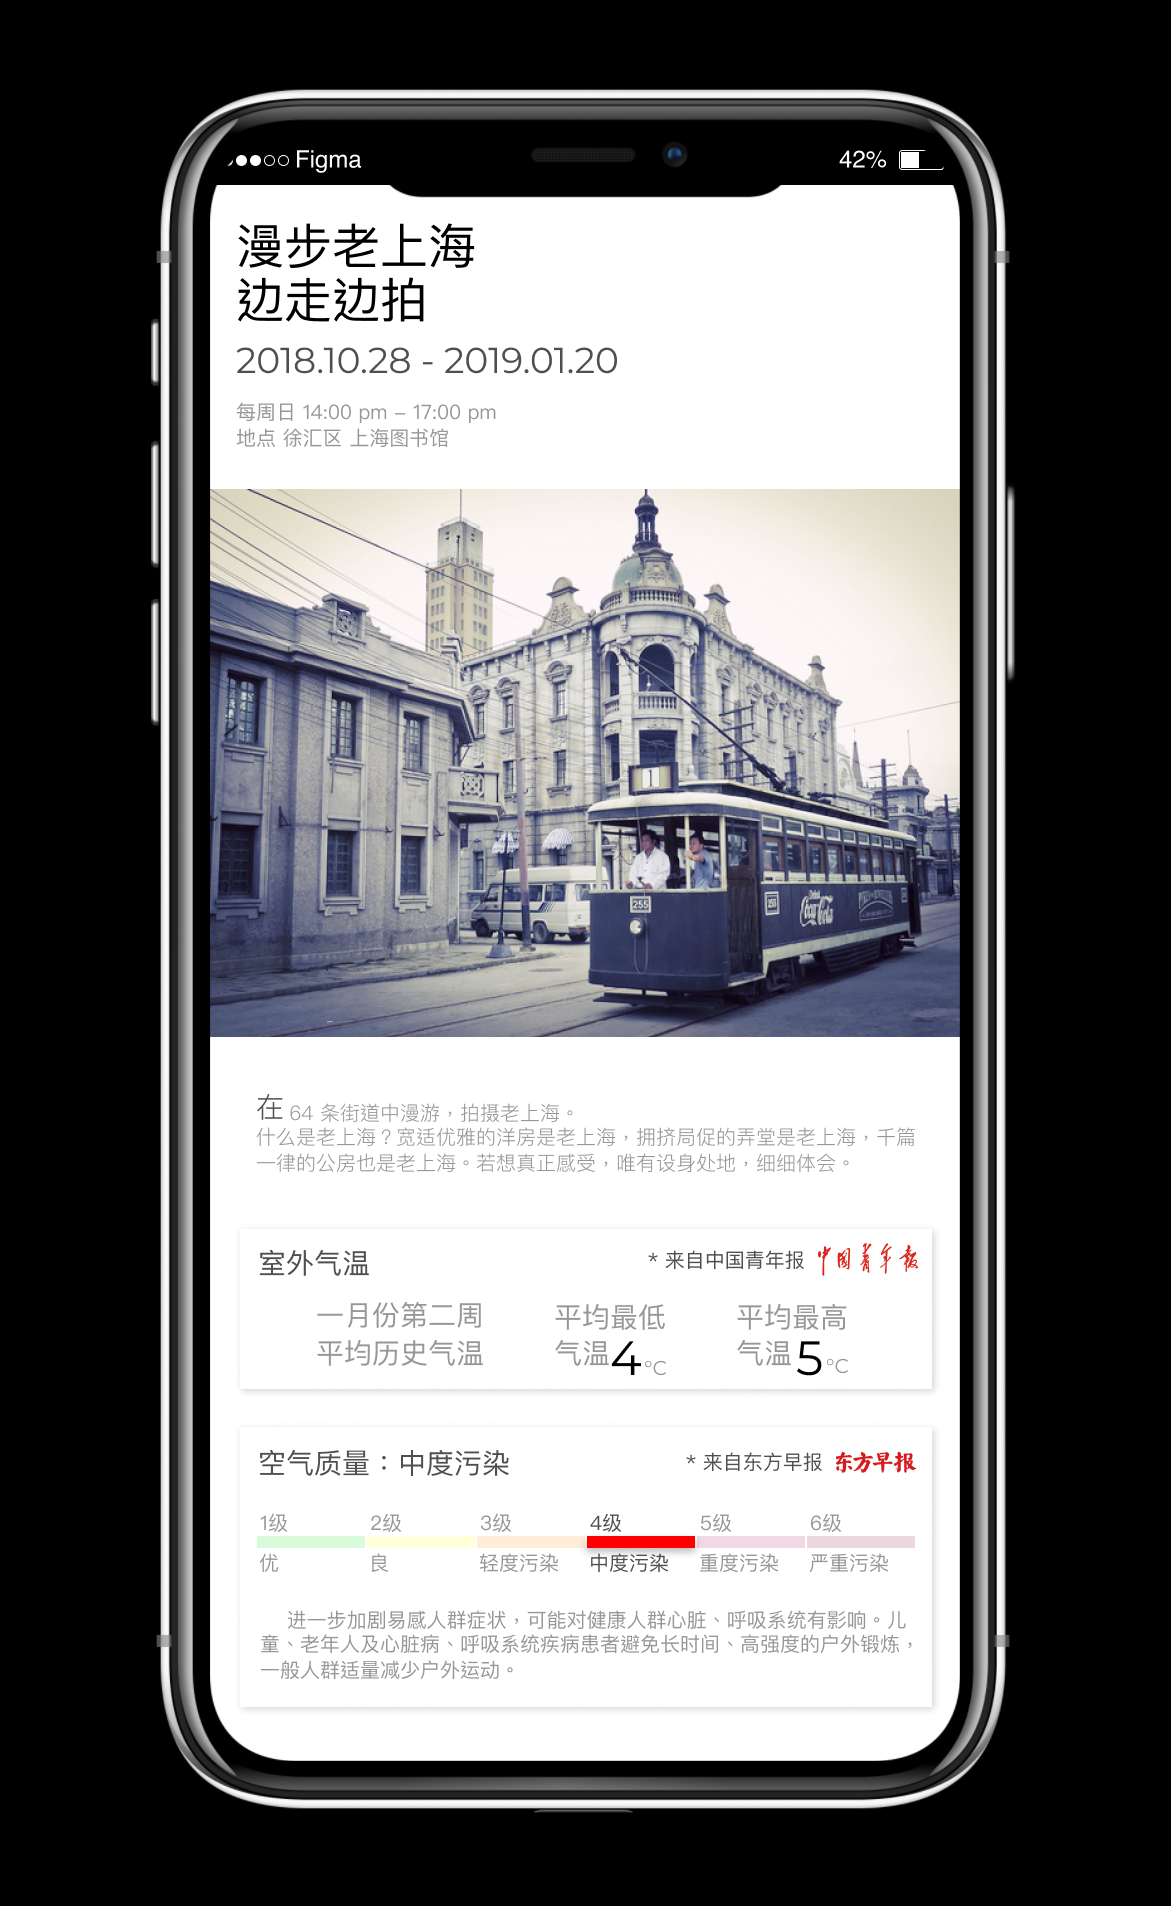 Figma
42%
漫步老上海
边走边拍
2018.10.28 - 2019.01.20
每周日 14:00 pm – 17:00 pm
地点 徐汇区 上海图书馆
1
255
Drink
Coca-Cola
在 64 条街道中漫游，拍摄老上海。
什么是老上海？宽适优雅的洋房是老上海，拥挤局促的弄堂是老上海，千篇
一律的公房也是老上海。若想真正感受，唯有设身处地，细细体会。
室外气温
* 来自中国青年报 中国青年报
一月份第二周
平均历史气温
平均最低
气温4°C
平均最高
气温5°C
空气质量：中度污染
* 来自东方早报 东方早报
1级 2级 3级 4级 5级 6级
优 良 轻度污染 中度污染 重度污染 严重污染
进一步加剧易感人群症状，可能对健康人群心脏、呼吸系统有影响。儿
童、老年人及心脏病、呼吸系统疾病患者避免长时间、高强度的户外锻炼，
一般人群适量减少户外运动。